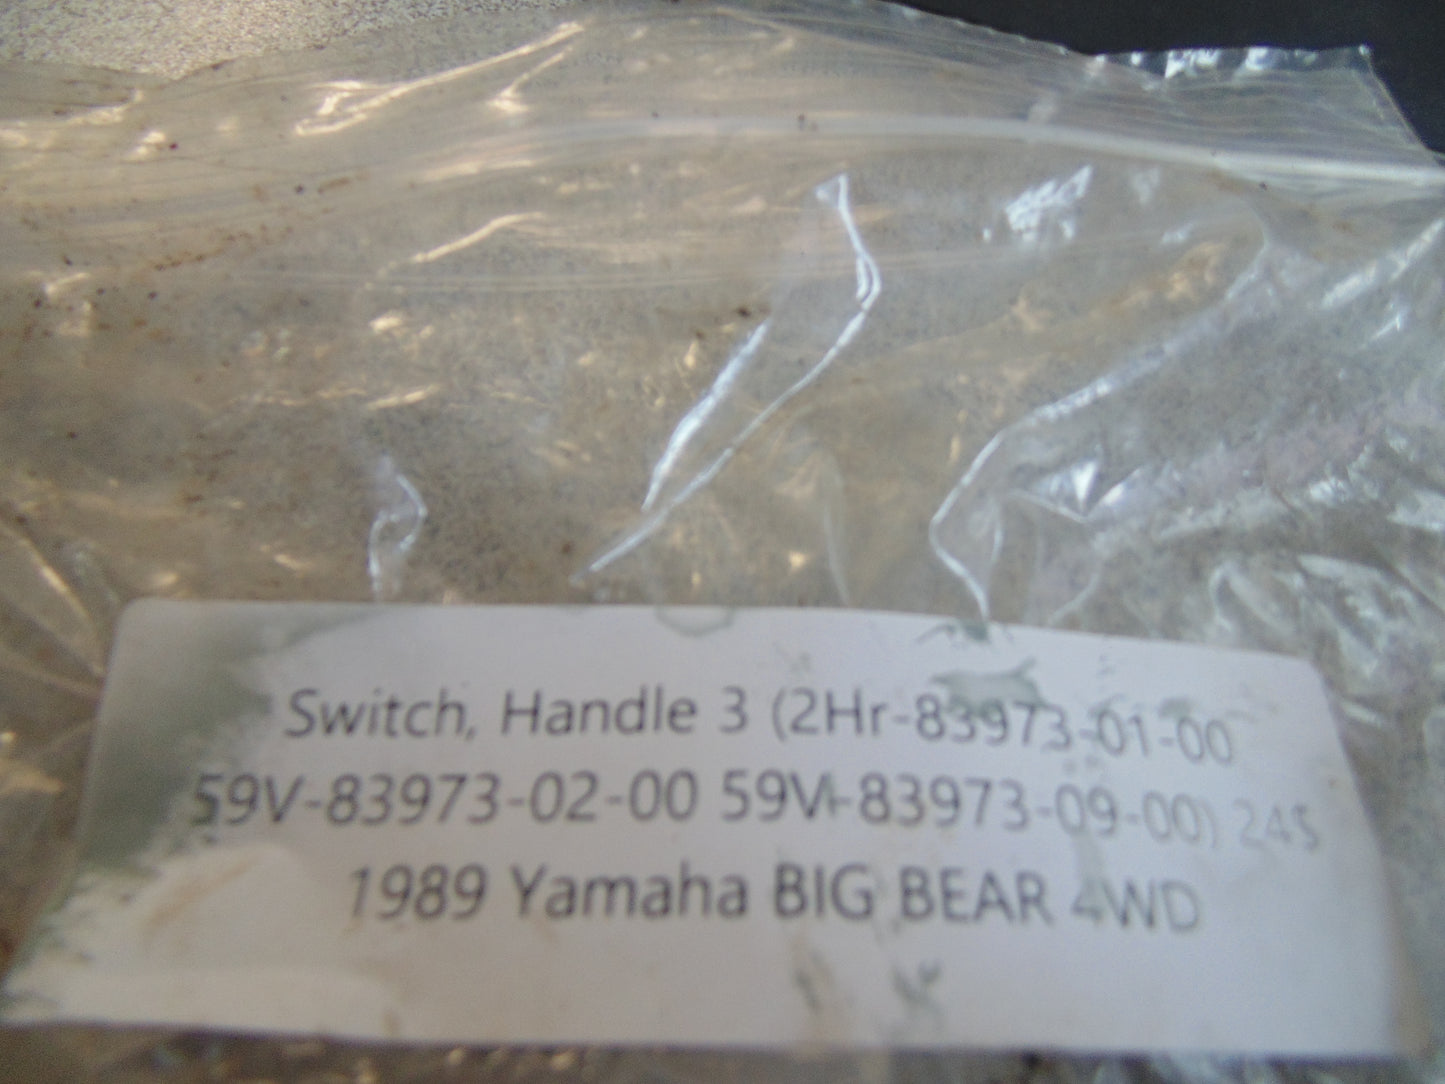 Switch, Handle 3 (2Hr-83973-01-00
59V-83973-02-00 59V-83973-09-00) 24S
1989 Yamaha BIG BEAR 4WD